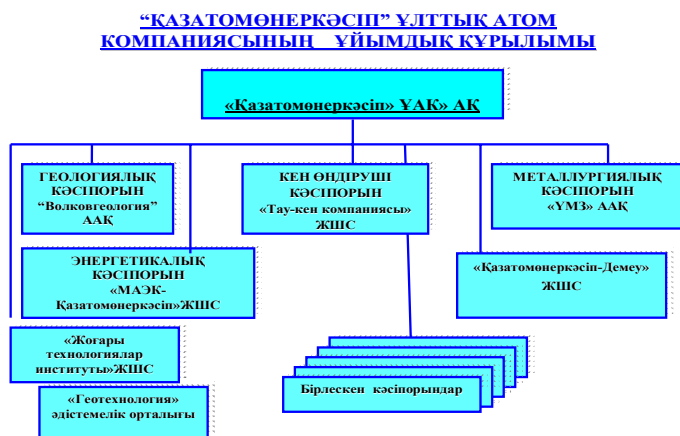 “ҚАЗАТОМӨНЕРКӘСІП” ҰЛТТЫҚ АТОМ
КОМПАНИЯСЫНЫҢ ҰЙЫМДЫҚ ҚҰРЫЛЫМЫ
«Қазатомөнеркәсіп» ҰАК» АҚ
ГЕОЛОГИЯЛЫҚ
КӘСІПОРЫН
“Волковгеология”
ААҚ
КЕН ӨНДІРУШІ
КӘСІПОРЫН
«Тау-кен компаниясы»
ЖШС
МЕТАЛЛУРГИЯЛЫҚ
КӘСІПОРЫН
«ҮМЗ» ААҚ
ЭНЕРГЕТИКАЛЫҚ
КӘСІПОРЫН
«МАЭК-
Қазатомөнеркәсіп»ЖШС
«Қазатомөнеркәсіп-Демеу»
ЖШС
«Жоғары
технологиялар
институты»ЖШС
Бірлескен кәсіпорындар
«Геотехнология»
әдістемелік орталығы